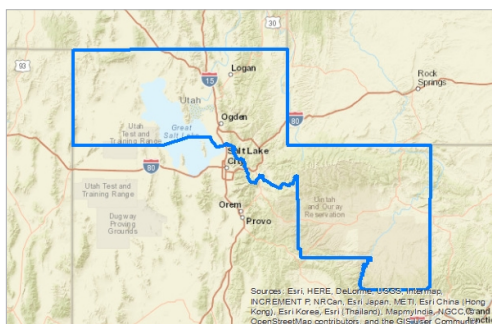 93
30
15
Logan
Rock
Springs
Utah
Ogden
Great
Salt Lake
Utah
Test and
Training Range
80
Salt Lake
City
80
Utah Test and
Training Range
Uintah
and Ouray
Reservation
Dugway
Proving
Grounds
Orem
Provo
Sources: Esri, HERE, DeLorme, USGS, Intermap,
INCREMENT P, NRCan, Esri Japan, METI, Esri China (Hong
Kong), Esri Korea, Esri (Thailand), MapmyIndia, NGCC, © and
OpenStreetMap contributors, and the GIS User Community